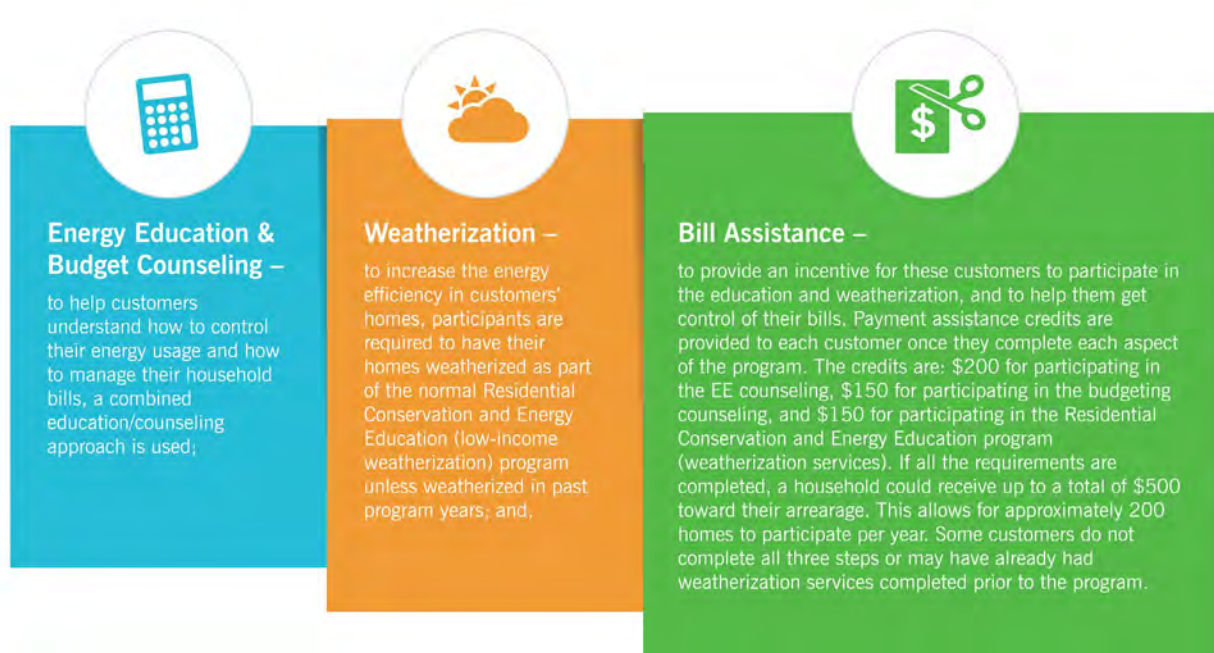 Energy Education &
Budget Counseling –
to help customers
understand how to control
their energy usage and how
to manage their household
bills, a combined
education/counseling
approach is used;
Weatherization –
to increase the energy
efficiency in customers'
homes, participants are
required to have their
homes weatherized as part
of the normal Residential
Conservation and Energy
Education (low-income
weatherization) program
unless weatherized in past
program years; and,
$
Bill Assistance –
to provide an incentive for these customers to participate in
the education and weatherization, and to help them get
control of their bills. Payment assistance credits are
provided to each customer once they complete each aspect
of the program. The credits are: $200 for participating in
the EE counseling, $150 for participating in the budgeting
counseling, and $150 for participating in the Residential
Conservation and Energy Education program
(weatherization services). If all the requirements are
completed, a household could receive up to a total of $500
toward their arrearage. This allows for approximately 200
homes to participate per year. Some customers do not
complete all three steps or may have already had
weatherization services completed prior to the program.